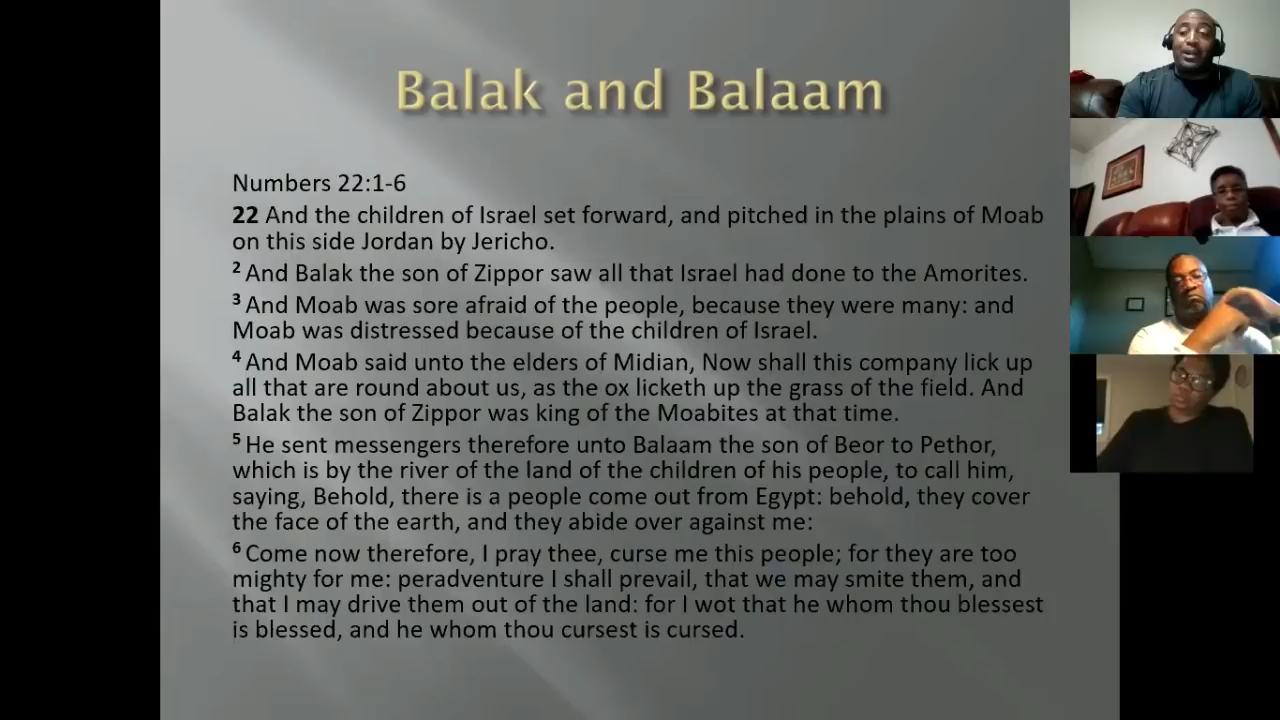 Balak and Balaam
Numbers 22:1-6
22 And the children of Israel set forward, and pitched in the plains of Moab
on this side Jordan by Jericho.
2 And Balak the son of Zippor saw all that Israel had done to the Amorites.
3 And Moab was sore afraid of the people, because they were many: and
Moab was distressed because of the children of Israel.
4 And Moab said unto the elders of Midian, Now shall this company lick up
all that are round about us, as the ox licketh up the grass of the field. And
Balak the son of Zippor was king of the Moabites at that time.
5 He sent messengers therefore unto Balaam the son of Beor to Pethor,
which is by the river of the land of the children of his people, to call him,
saying, Behold, there is a people come out from Egypt: behold, they cover
the face of the earth, and they abide over against me:
6 Come now therefore, I pray thee, curse me this people; for they are too
mighty for me: peradventure I shall prevail, that we may smite them, and
that I may drive them out of the land: for I wot that he whom thou blessest
is blessed, and he whom thou cursest is cursed.